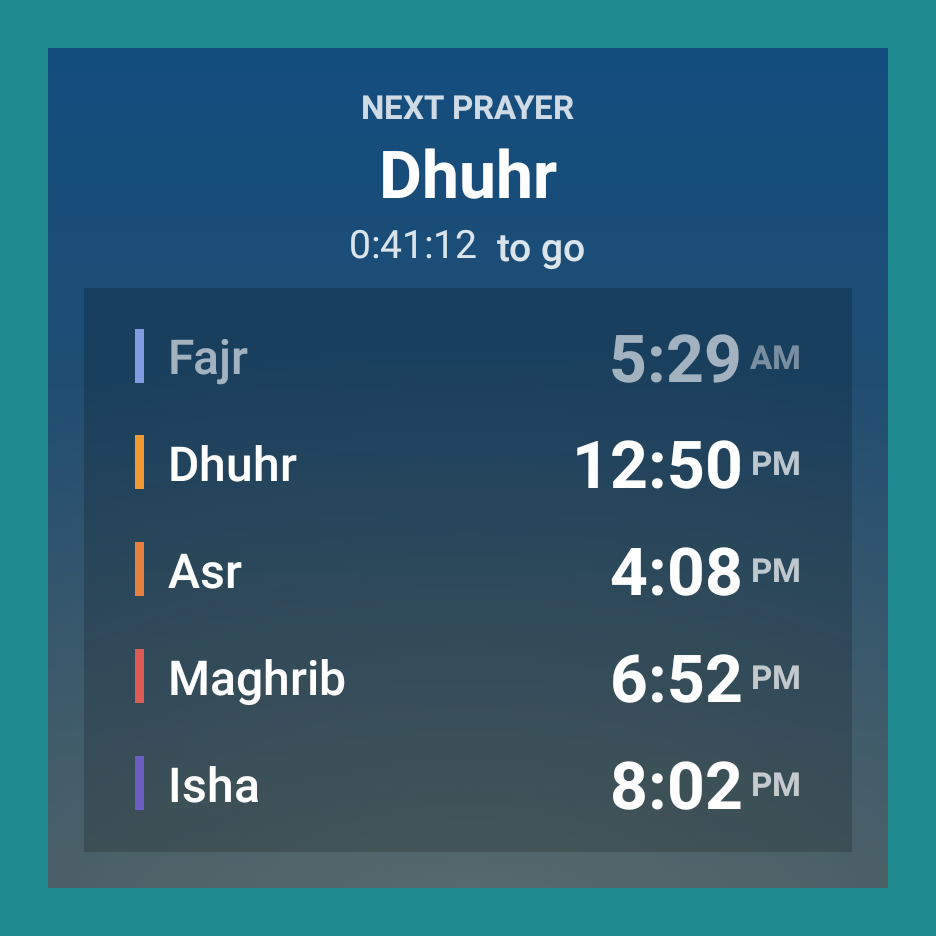 NEXT PRAYER
Dhuhr
0:41:12 to go
Fajr 5:29 AM
Dhuhr 12:50 PM
Asr 4:08 PM
Maghrib 6:52 PM
Isha 8:02 PM